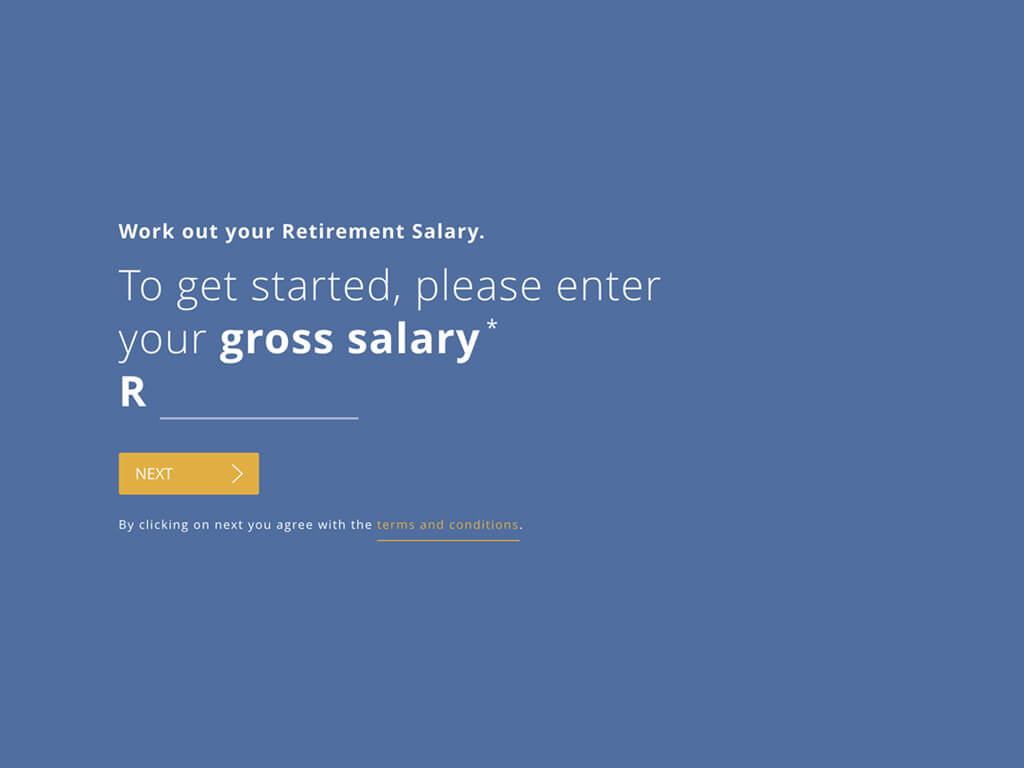 Work out your Retirement Salary.
To get started, please enter
your gross salary*
R
NEXT
By clicking on next you agree with the terms and conditions.